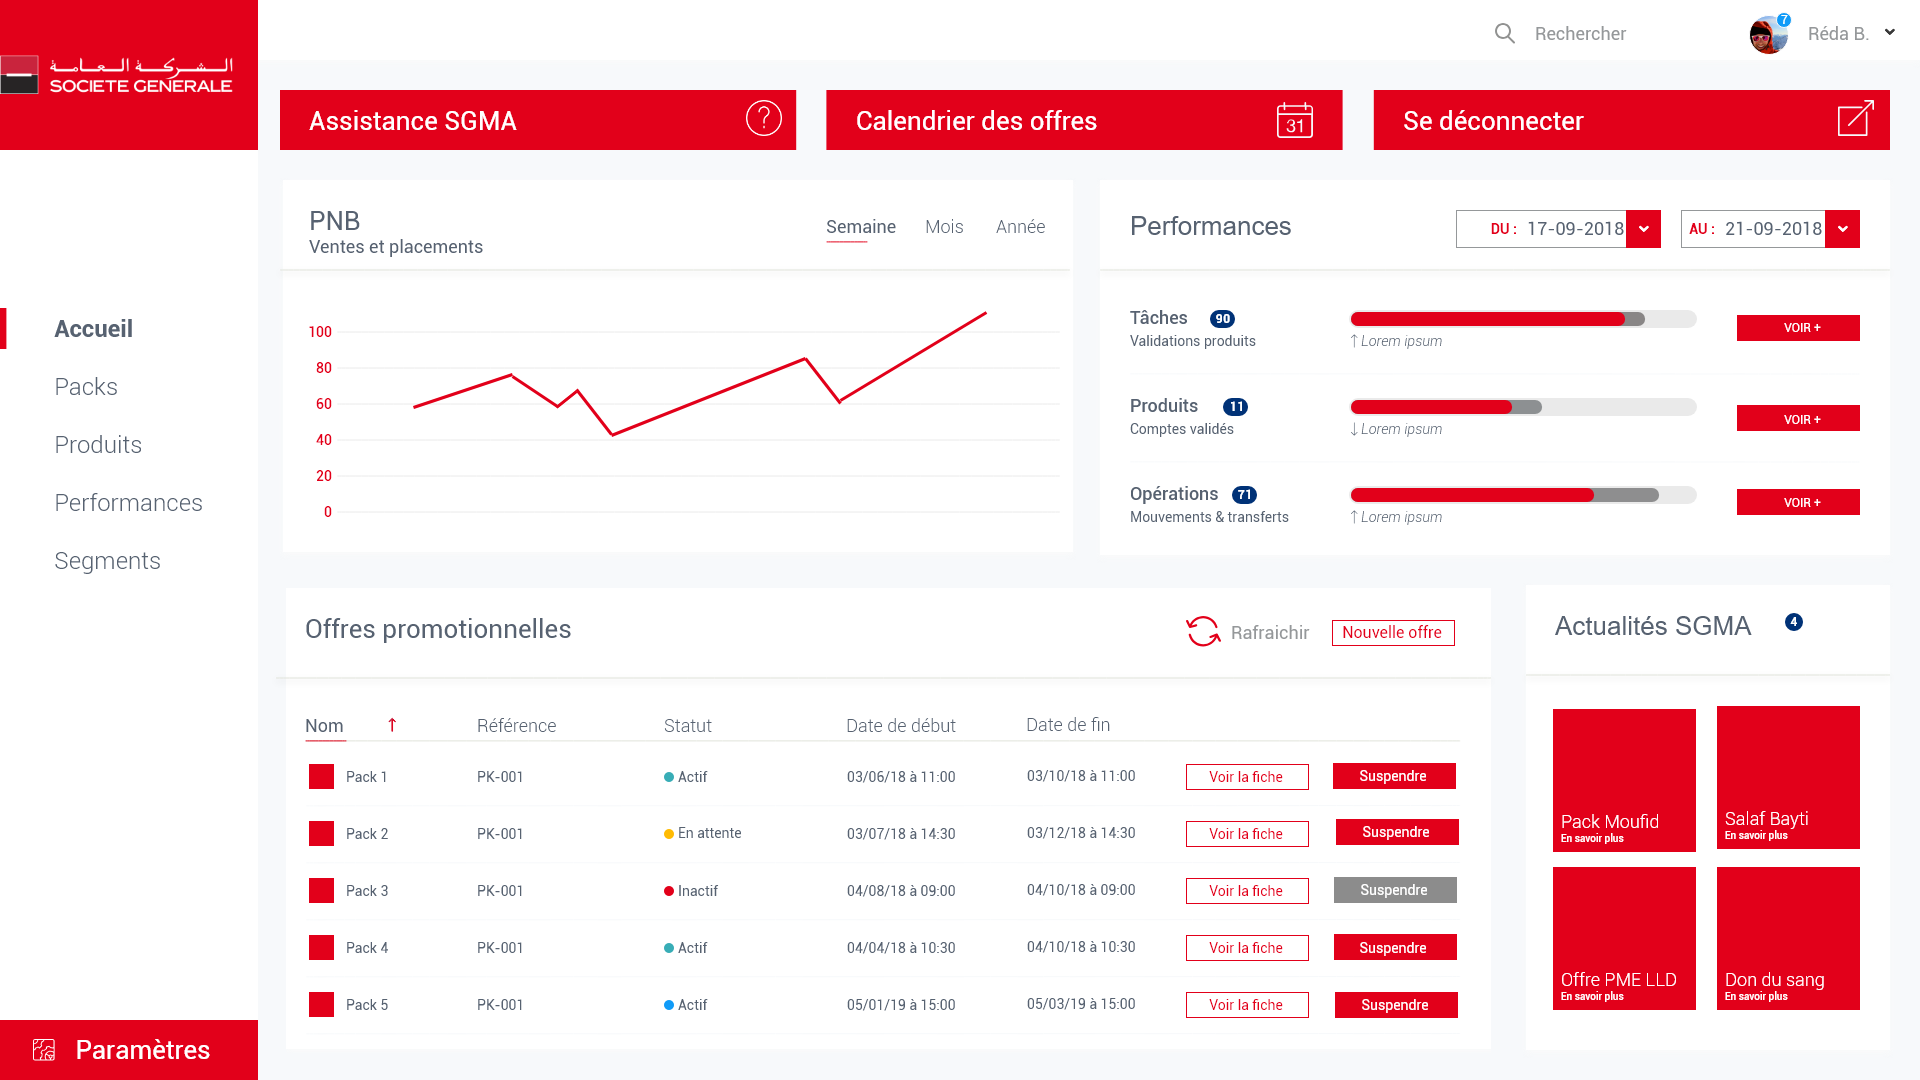 الشركة العامة
SOCIETE GENERALE
Rechercher
7
Réda B.
Assistance SGMA
?
Calendrier des offres
31
Se déconnecter
Accueil
Packs
Produits
Performances
Segments
Paramètres
PNB
Ventes et placements
Semaine
Mois
Année
100
80
60
40
20
0
Performances
DU : 17-09-2018
AU : 21-09-2018
Tâches 90
Validations produits
↑ Lorem ipsum
VOIR +
Produits 11
Comptes validés
↓ Lorem ipsum
VOIR +
Opérations 71
Mouvements & transferts
↑ Lorem ipsum
VOIR +
Offres promotionnelles
Rafraichir
Nouvelle offre
Nom ↑ Référence Statut Date de début Date de fin
Pack 1 PK-001 Actif 03/06/18 à 11:00 03/10/18 à 11:00 Voir la fiche Suspendre
Pack 2 PK-001 En attente 03/07/18 à 14:30 03/12/18 à 14:30 Voir la fiche Suspendre
Pack 3 PK-001 Inactif 04/08/18 à 09:00 04/10/18 à 09:00 Voir la fiche Suspendre
Pack 4 PK-001 Actif 04/04/18 à 10:30 04/10/18 à 10:30 Voir la fiche Suspendre
Pack 5 PK-001 Actif 05/01/19 à 15:00 05/03/19 à 15:00 Voir la fiche Suspendre
Actualités SGMA 4
Pack Moufid
En savoir plus
Salaf Bayti
En savoir plus
Offre PME LLD
En savoir plus
Don du sang
En savoir plus